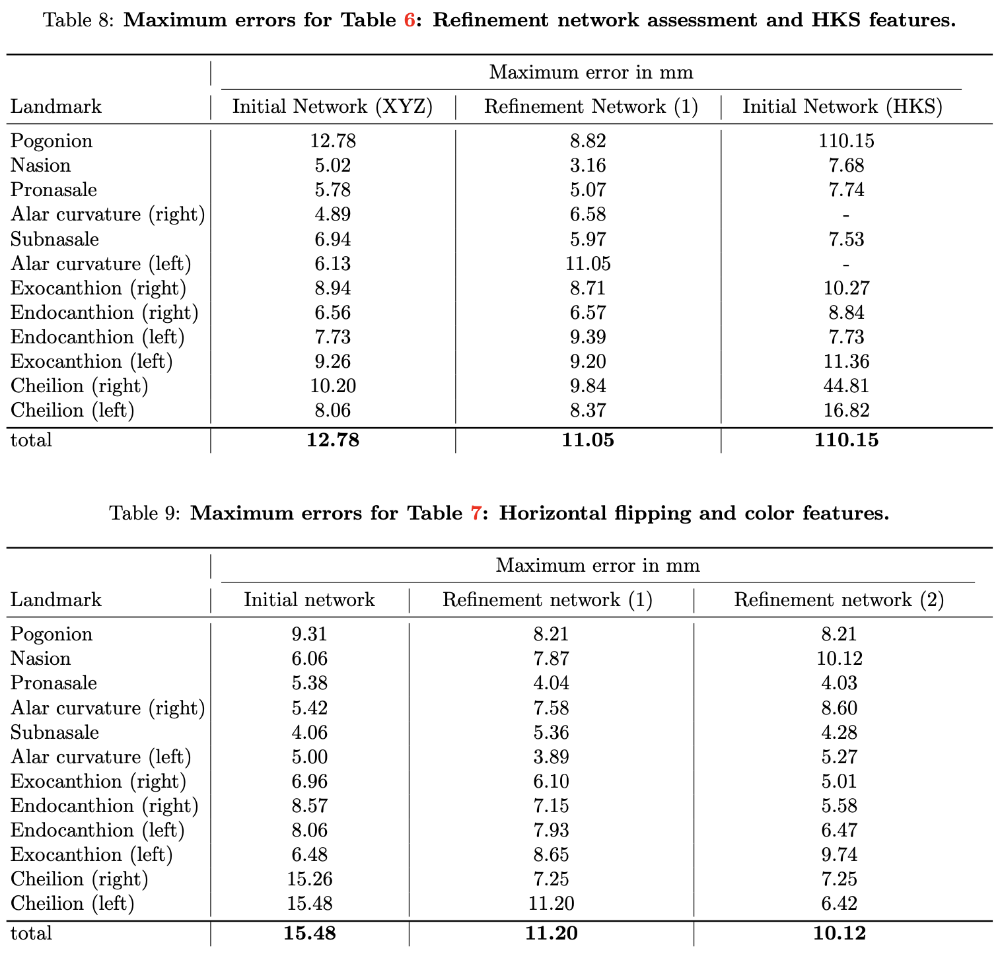 Table 8: Maximum errors for Table 6: Refinement network assessment and HKS features.
Maximum error in mm
Landmark Initial Network (XYZ) Refinement Network (1) Initial Network (HKS)
Pogonion 12.78 8.82 110.15
Nasion 5.02 3.16 7.68
Pronasale 5.78 5.07 7.74
Alar curvature (right) 4.89 6.58 -
Subnasale 6.94 5.97 7.53
Alar curvature (left) 6.13 11.05 -
Exocanthion (right) 8.94 8.71 10.27
Endocanthion (right) 6.56 6.57 8.84
Endocanthion (left) 7.73 9.39 7.73
Exocanthion (left) 9.26 9.20 11.36
Cheilion (right) 10.20 9.84 44.81
Cheilion (left) 8.06 8.37 16.82
total 12.78 11.05 110.15
Table 9: Maximum errors for Table 7: Horizontal flipping and color features.
Maximum error in mm
Landmark Initial network Refinement network (1) Refinement network (2)
Pogonion 9.31 8.21 8.21
Nasion 6.06 7.87 10.12
Pronasale 5.38 4.04 4.03
Alar curvature (right) 5.42 7.58 8.60
Subnasale 4.06 5.36 4.28
Alar curvature (left) 5.00 3.89 5.27
Exocanthion (right) 6.96 6.10 5.01
Endocanthion (right) 8.57 7.15 5.58
Endocanthion (left) 8.06 7.93 6.47
Exocanthion (left) 6.48 8.65 9.74
Cheilion (right) 15.26 7.25 7.25
Cheilion (left) 15.48 11.20 6.42
total 15.48 11.20 10.12